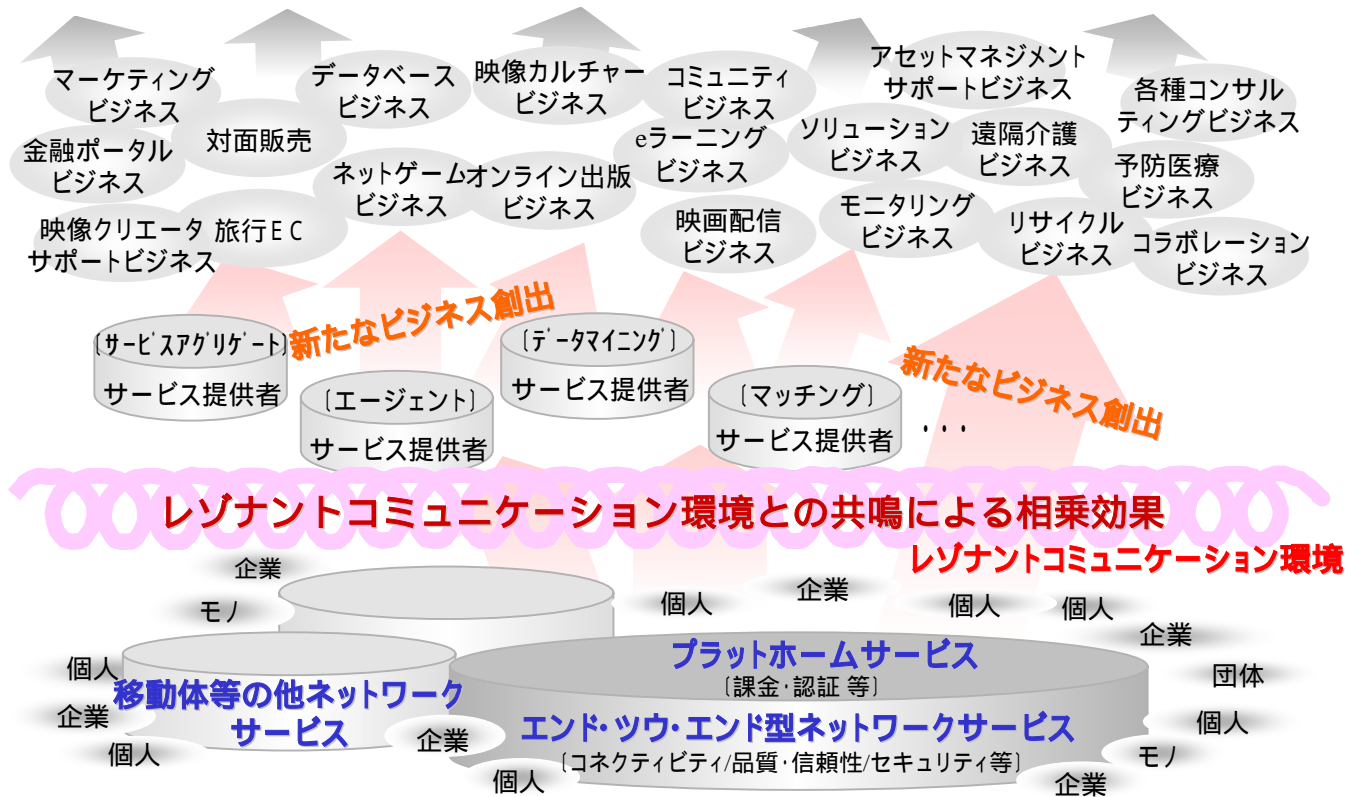 マーケティング
ビジネス
データベース
ビジネス
映像カルチャー
ビジネス
コミュニティ
ビジネス
アセットマネジメント
サポートビジネス
各種コンサル
ティングビジネス
金融ポータル
ビジネス
対面販売
ネットゲーム
ビジネス
オンライン出版
ビジネス
eラーニング
ビジネス
ソリューション
ビジネス
遠隔介護
ビジネス
予防医療
ビジネス
映像クリエータ
サポートビジネス
旅行EC
映画配信
ビジネス
モニタリング
ビジネス
リサイクル
ビジネス
コラボレーション
ビジネス
新たなビジネス創出
新たなビジネス創出
〔サービスアグリゲート〕
サービス提供者
〔エージェント〕
サービス提供者
〔データマイニング〕
サービス提供者
〔マッチング〕
サービス提供者
・・・
レゾナントコミュニケーション環境との共鳴による相乗効果
レゾナントコミュニケーション環境
企業
モノ
個人
企業
個人
個人
企業
団体
個人
企業
個人
移動体等の他ネットワーク
サービス
企業
個人
プラットホームサービス
〔課金・認証 等〕
エンド・ツウ・エンド型ネットワークサービス
〔コネクティビティ/品質・信頼性/セキュリティ等〕
個人
モノ
企業